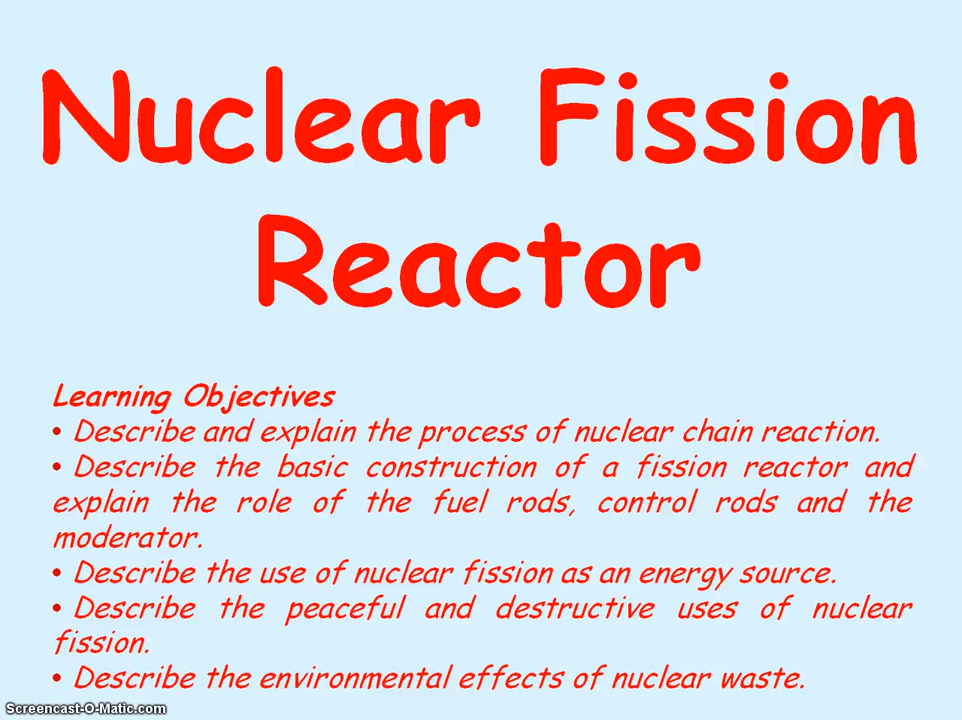 Nuclear Fission
Reactor
Learning Objectives
• Describe and explain the process of nuclear chain reaction.
• Describe the basic construction of a fission reactor and
explain the role of the fuel rods, control rods and the
moderator.
• Describe the use of nuclear fission as an energy source.
• Describe the peaceful and destructive uses of nuclear
fission.
• Describe the environmental effects of nuclear waste.
Screencast-O-Matic.com